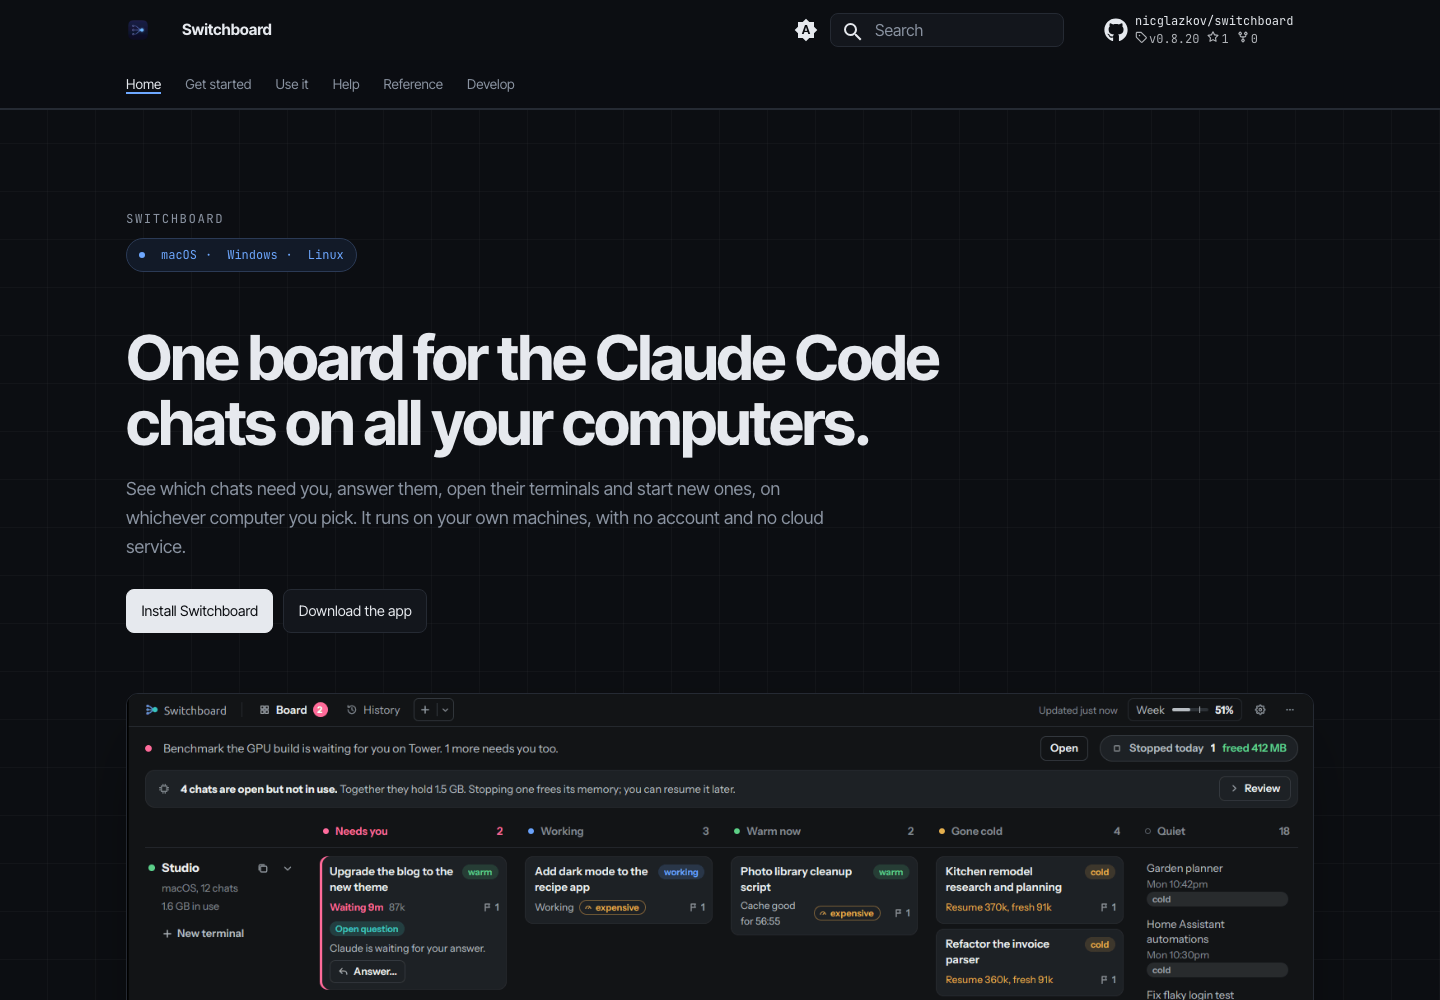 Switchboard
Search
nicglazkov/switchboard
v0.8.20 1 0
Home Get started Use it Help Reference Develop
SWITCHBOARD
macOS · Windows · Linux
One board for the Claude Code
chats on all your computers.
See which chats need you, answer them, open their terminals and start new ones, on
whichever computer you pick. It runs on your own machines, with no account and no cloud
service.
Install Switchboard Download the app
Switchboard Board 2 History Updated just now Week 51%
Benchmark the GPU build is waiting for you on Tower. 1 more needs you too. Open Stopped today 1 freed 412 MB
4 chats are open but not in use. Together they hold 1.5 GB. Stopping one frees its memory; you can resume it later. Review
Needs you 2 Working 3 Warm now 2 Gone cold 4 Quiet 18
Studio
macOS, 12 chats
1.6 GB in use
New terminal
Upgrade the blog to the warm
new theme
Waiting 9m 87k 1
Open question
Claude is waiting for your answer.
Answer...
Add dark mode to the working
recipe app
Working expensive 1
Photo library cleanup warm
script
Cache good
for 56:55 expensive 1
Kitchen remodel cold
research and planning
Resume 370k, fresh 91k 1
Refactor the invoice cold
parser
Resume 360k, fresh 91k 1
Garden planner
Mon 10:42pm
cold
Home Assistant
automations
Mon 10:30pm
cold
Fix flaky login test